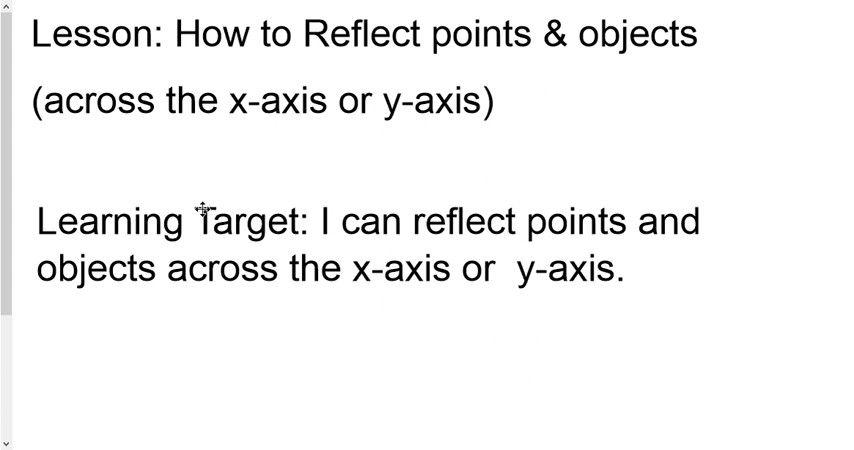 Lesson: How to Reflect points & objects
(across the x-axis or y-axis)
Learning Target: I can reflect points and
objects across the x-axis or  y-axis.